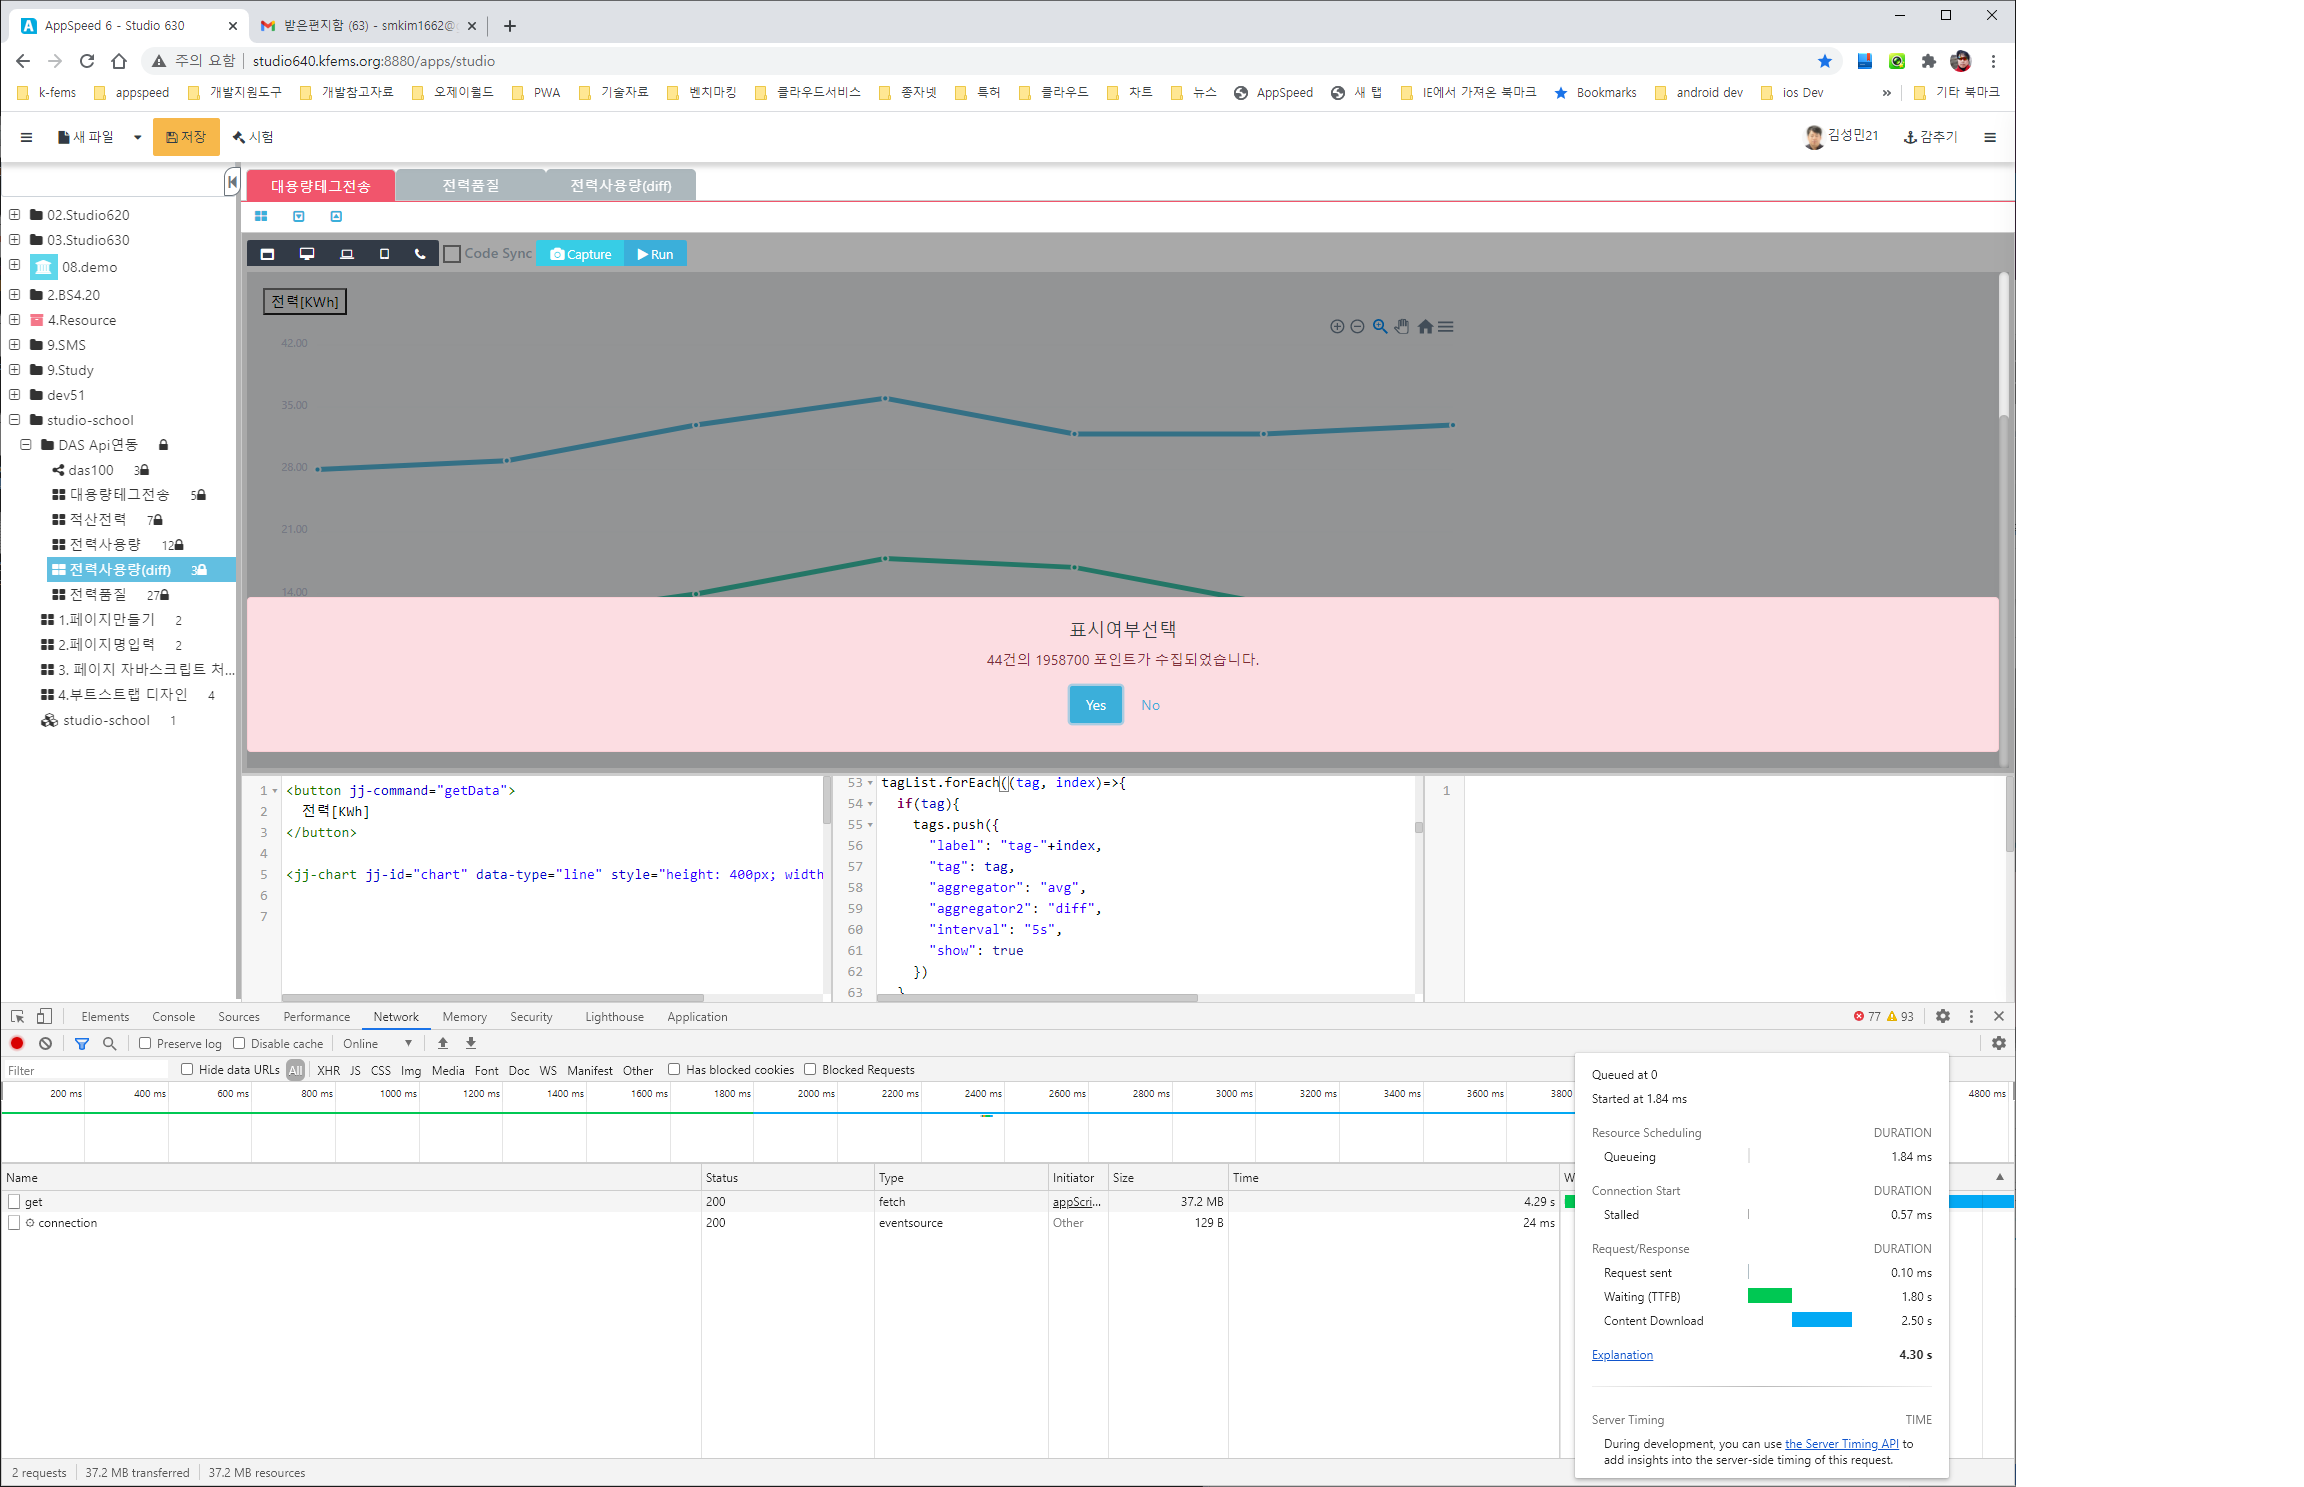 AppSpeed 6 - Studio 630
받은편지함 (63) - smkim1662@
주의 요함 studio640.kfems.org:8880/apps/studio
k-fems appspeed 개발지원도구 개발참고자료 오제이월드 PWA 기술자료 벤치마킹 클라우드서비스 종자넷 특허 클라우드 차트 뉴스 AppSpeed 새 탭 IE에서 가져온 북마크 Bookmarks android dev ios Dev » 기타 북마크
새 파일 저장 시험 김성민21 감추기
대용량테그전송 전력품질 전력사용량(diff)
02.Studio620
03.Studio630
08.demo
2.BS4.20
4.Resource
9.SMS
9.Study
dev51
studio-school
DAS Api연동
das100 3
대용량테그전송 5
적산전력 7
전력사용량 12
전력사용량(diff) 3
전력품질 27
1.페이지만들기 2
2.페이지명입력 2
3. 페이지 자바스크립트 처...
4.부트스트랩 디자인 4
studio-school 1
Code Sync Capture Run
전력[KWh]
42.00
35.00
28.00
21.00
14.00
표시여부선택
44건의 1958700 포인트가 수집되었습니다.
Yes No
1 <button jj-command="getData">
2 전력[KWh]
3 </button>
4
5 <jj-chart jj-id="chart" data-type="line" style="height: 400px; width
6
7
53 tagList.forEach((tag, index)=>{
54 if(tag){
55 tags.push({
56 "label": "tag-"+index,
57 "tag": tag,
58 "aggregator": "avg",
59 "aggregator2": "diff",
60 "interval": "5s",
61 "show": true
62 })
63 }
1
Elements Console Sources Performance Network Memory Security Lighthouse Application 77 93
Preserve log Disable cache Online
Filter Hide data URLs All XHR JS CSS Img Media Font Doc WS Manifest Other Has blocked cookies Blocked Requests
200 ms 400 ms 600 ms 800 ms 1000 ms 1200 ms 1400 ms 1600 ms 1800 ms 2000 ms 2200 ms 2400 ms 2600 ms 2800 ms 3000 ms 3200 ms 3400 ms 3600 ms 3800 4800 ms
Name Status Type Initiator Size Time W
get 200 fetch appScri... 37.2 MB 4.29 s
connection 200 eventsource Other 129 B 24 ms
Queued at 0
Started at 1.84 ms
Resource Scheduling DURATION
Queueing 1.84 ms
Connection Start DURATION
Stalled 0.57 ms
Request/Response DURATION
Request sent 0.10 ms
Waiting (TTFB) 1.80 s
Content Download 2.50 s
Explanation 4.30 s
Server Timing TIME
During development, you can use the Server Timing API to
add insights into the server-side timing of this request.
2 requests 37.2 MB transferred 37.2 MB resources